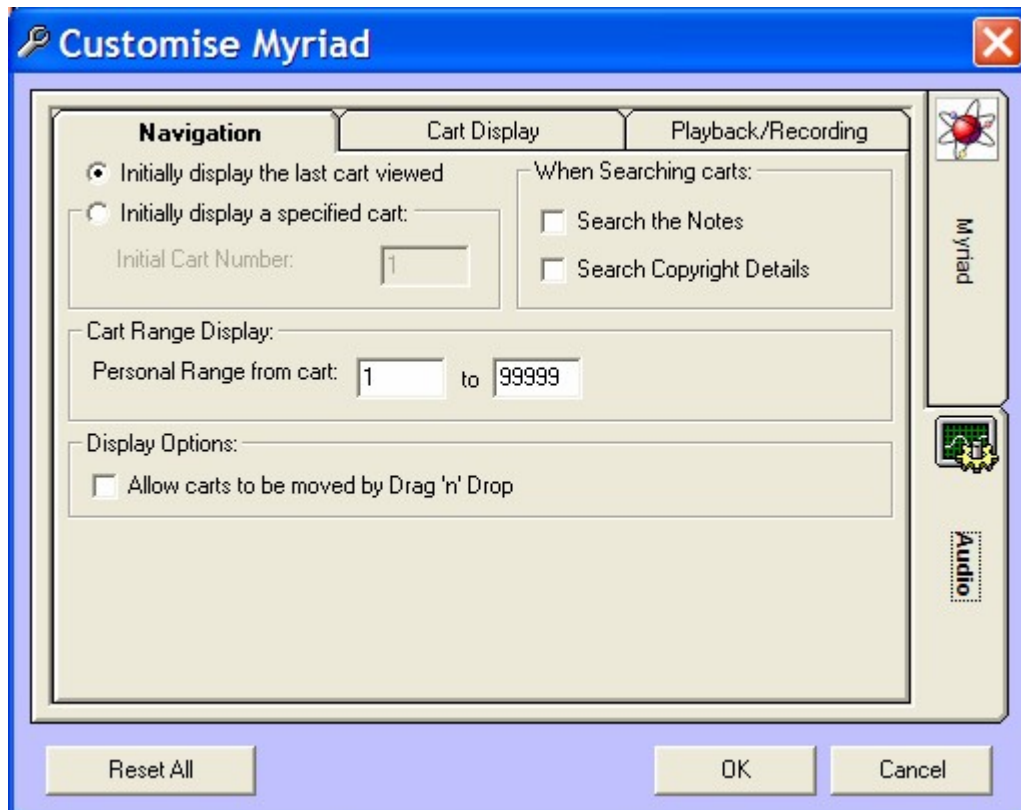 Customise Myriad
Navigation
Cart Display
Playback/Recording
Initially display the last cart viewed
Initially display a specified cart:
Initial Cart Number:
1
When Searching carts:
Search the Notes
Search Copyright Details
Cart Range Display:
Personal Range from cart: 1 to 99999
Display Options:
Allow carts to be moved by Drag 'n' Drop
Myriad
Audio
Reset All
OK
Cancel